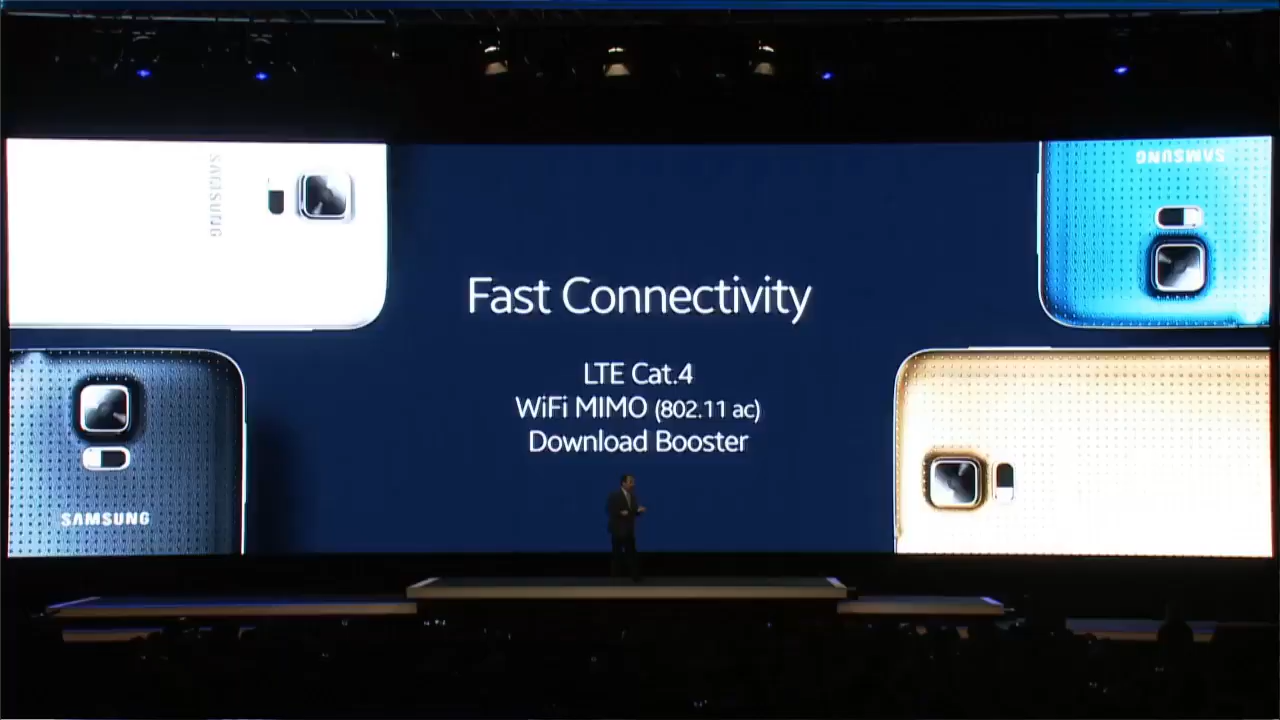 SAMSUNG
SAMSUNG
Fast Connectivity
LTE Cat.4
WiFi MIMO (802.11 ac)
Download Booster
SAMSUNG